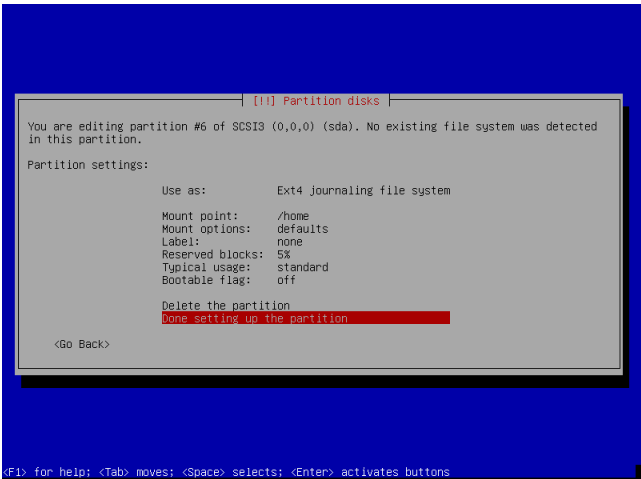 [!!] Partition disks
You are editing partition #6 of SCSI3 (0,0,0) (sda). No existing file system was detected
in this partition.
Partition settings:
Use as: Ext4 journaling file system
Mount point: /home
Mount options: defaults
Label: none
Reserved blocks: 5%
Typical usage: standard
Bootable flag: off
Delete the partition
Done setting up the partition
<Go Back>
<F1> for help; <Tab> moves; <Space> selects; <Enter> activates buttons